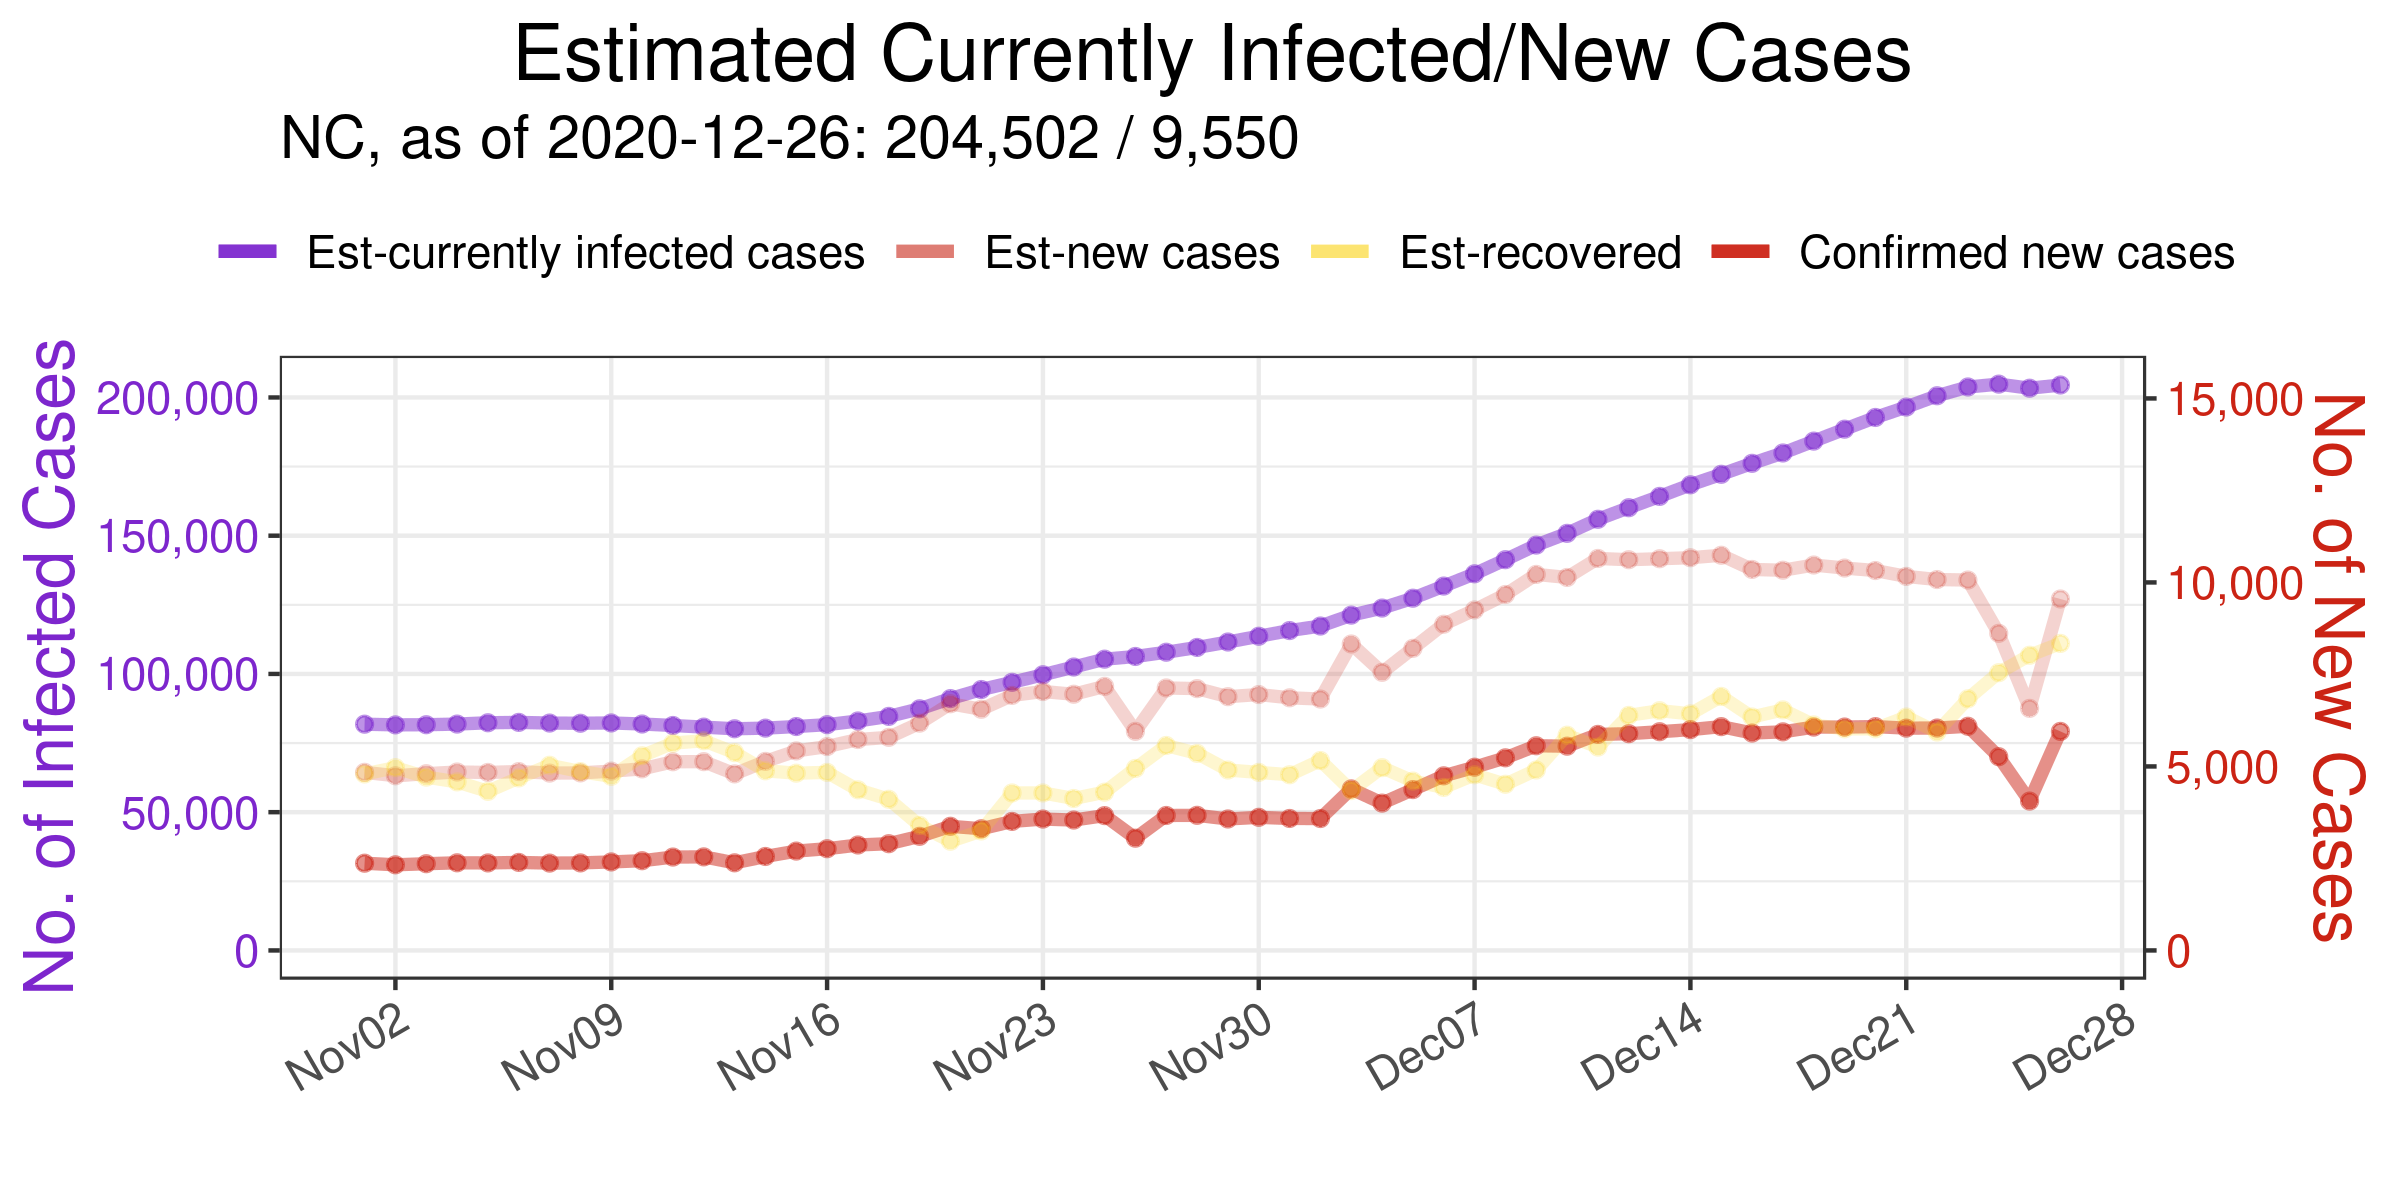 Estimated Currently Infected/New Cases
NC, as of 2020-12-26: 204,502 / 9,550
Est-currently infected cases Est-new cases Est-recovered Confirmed new cases
No. of Infected Cases
200,000
150,000
100,000
50,000
0
15,000
10,000
5,000
0
No. of New Cases
Nov02 Nov09 Nov16 Nov23 Nov30 Dec07 Dec14 Dec21 Dec28